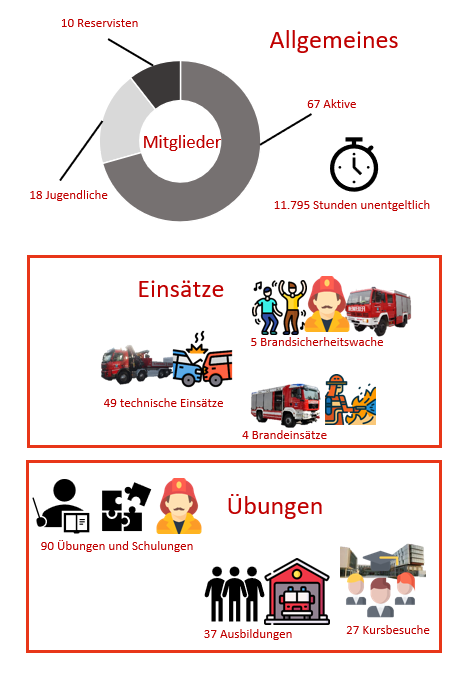 10 Reservisten
Allgemeines
67 Aktive
Mitglieder
18 Jugendliche
11.795 Stunden unentgeltlich
Einsätze
5 Brandsicherheitswache
49 technische Einsätze
4 Brandeinsätze
Übungen
90 Übungen und Schulungen
37 Ausbildungen
27 Kursbesuche